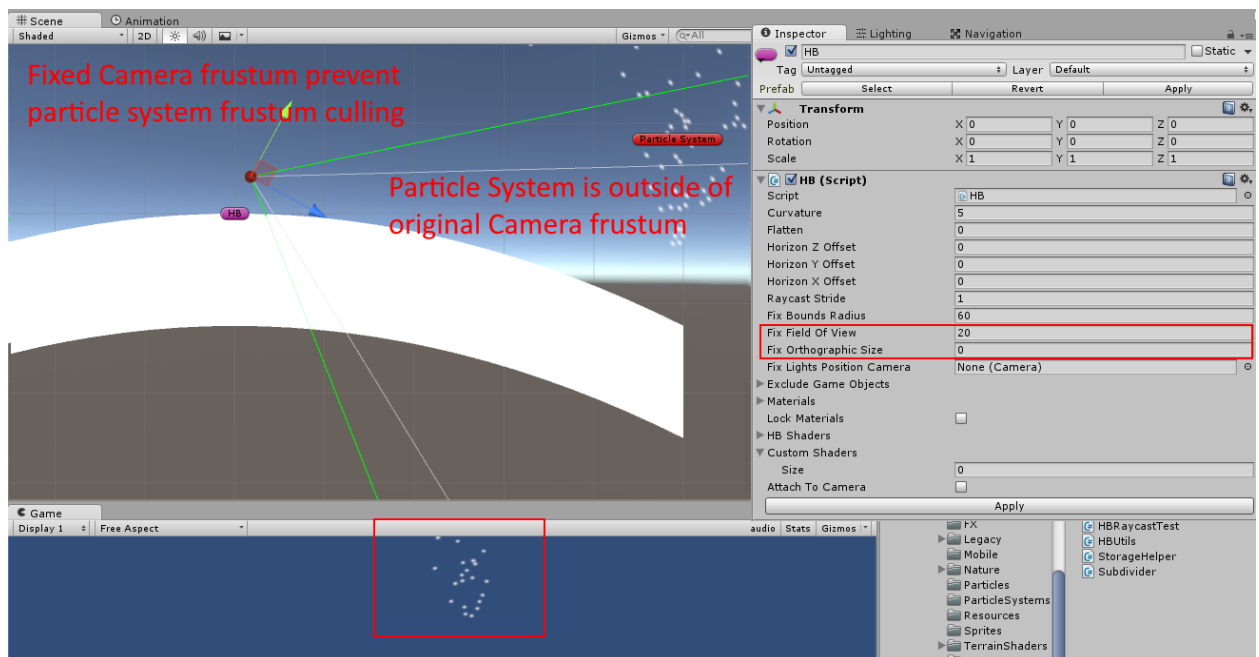 Scene Animation
Shaded 2D Gizmos All
Fixed Camera frustum prevent
particle system frustum culling
Particle System
Particle System is outside of
original Camera frustum
HB
Inspector Lighting Navigation
HB Static
Tag Untagged Layer Default
Prefab Select Revert Apply
Transform
Position X 0 Y 0 Z 0
Rotation X 0 Y 0 Z 0
Scale X 1 Y 1 Z 1
HB (Script)
Script HB
Curvature 5
Flatten 0
Horizon Z Offset 0
Horizon Y Offset 0
Horizon X Offset 0
Raycast Stride 1
Fix Bounds Radius 60
Fix Field Of View 20
Fix Orthographic Size 0
Fix Lights Position Camera None (Camera)
Exclude Game Objects
Materials
Lock Materials
HB Shaders
Custom Shaders
Size 0
Attach To Camera
Apply
Game
Display 1 Free Aspect audio Stats Gizmos
FX
Legacy
Mobile
Nature
Particles
ParticleSystems
Resources
Sprites
TerrainShaders
HBRaycastTest
HBUtils
StorageHelper
Subdivider